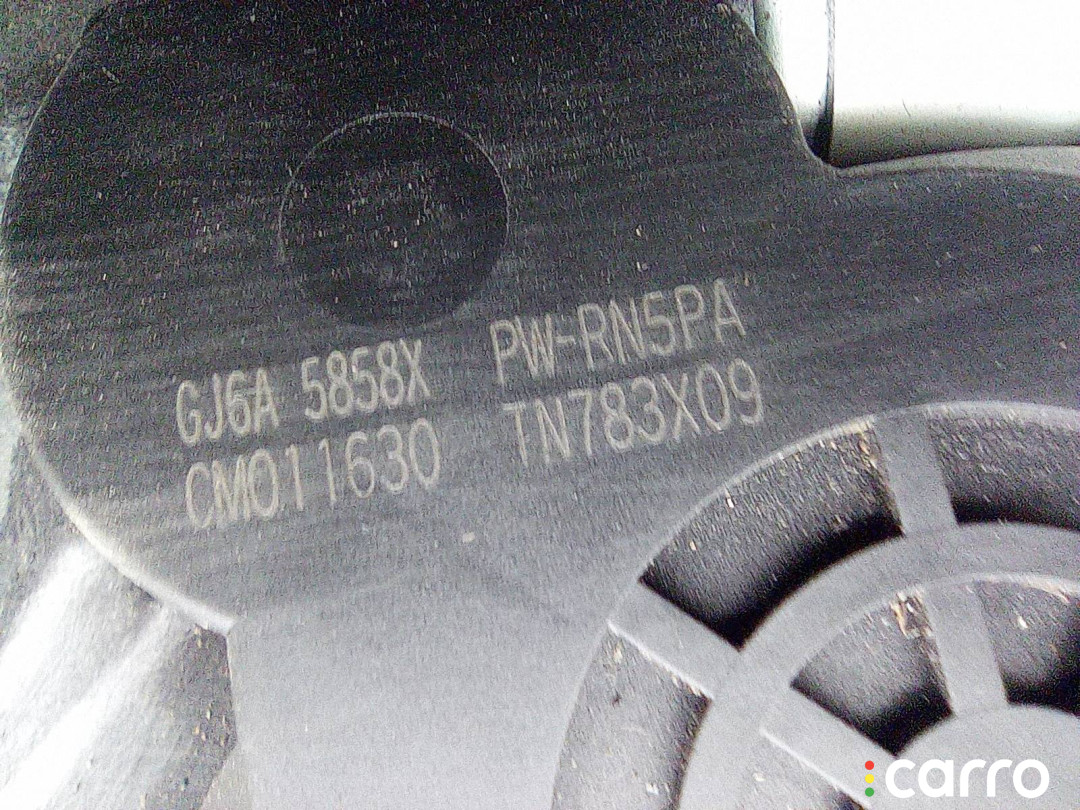 GJ6A 5858X PW-RN5PA
CM011630 TN783X09
carro